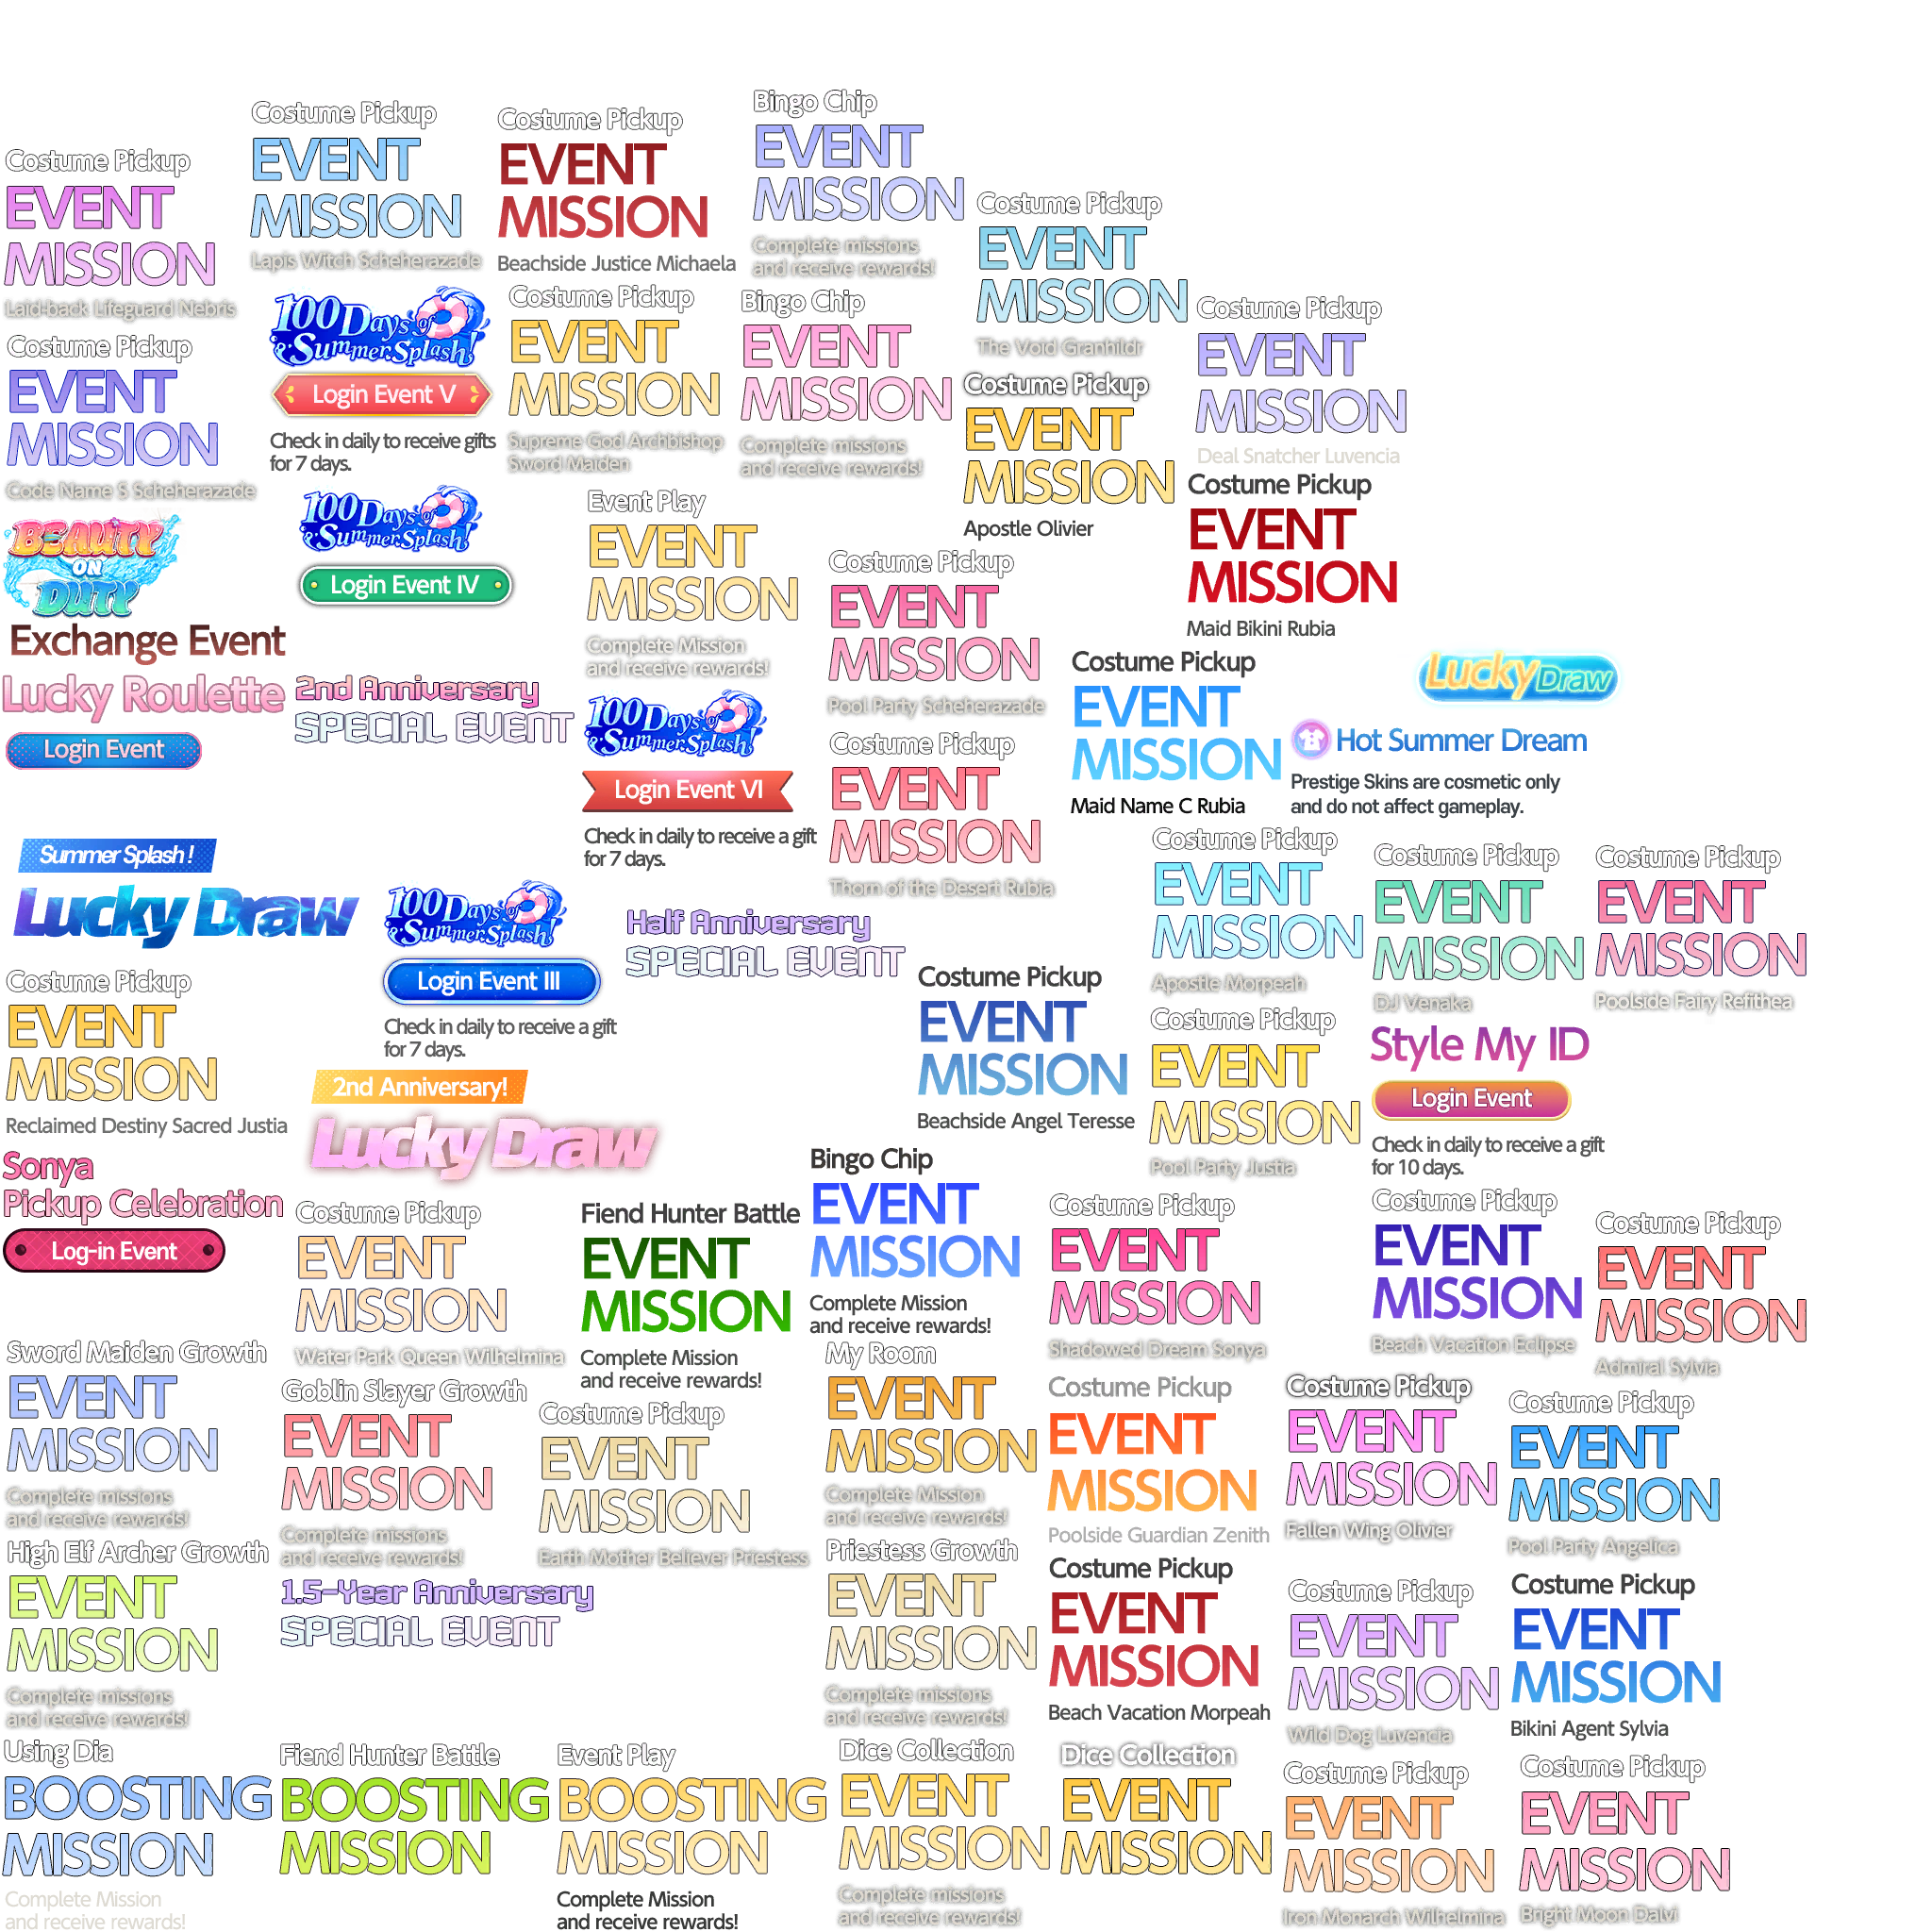 Costume Pickup
EVENT
MISSION
Laid-back Lifeguard Nebris
Costume Pickup
EVENT
MISSION
Lapis Witch Scheherazade
Costume Pickup
EVENT
MISSION
Beachside Justice Michaela
Bingo Chip
EVENT
MISSION
Complete missions
and receive rewards!
Costume Pickup
EVENT
MISSION
The Void Granhildr
Costume Pickup
EVENT
MISSION
Deal Snatcher Luvencia
Costume Pickup
EVENT
MISSION
Code Name S Scheherazade
100 Days of
Summer Splash!
Login Event V
Check in daily to receive gifts
for 7 days.
Costume Pickup
EVENT
MISSION
Supreme God Archbishop
Sword Maiden
Bingo Chip
EVENT
MISSION
Complete missions
and receive rewards!
Costume Pickup
EVENT
MISSION
Apostle Olivier
Costume Pickup
EVENT
MISSION
Maid Bikini Rubia
BEAUTY
ON
DUTY
Exchange Event
100 Days of
Summer Splash!
Login Event IV
Event Play
EVENT
MISSION
Complete Mission
and receive rewards!
Costume Pickup
EVENT
MISSION
Pool Party Scheherazade
Costume Pickup
EVENT
MISSION
Maid Name C Rubia
Lucky Draw
Hot Summer Dream
Prestige Skins are cosmetic only
and do not affect gameplay.
Lucky Roulette
Login Event
2nd Anniversary
SPECIAL EVENT
100 Days of
Summer Splash!
Login Event VI
Check in daily to receive a gift
for 7 days.
Costume Pickup
EVENT
MISSION
Thorn of the Desert Rubia
Summer Splash !
Lucky Draw
100 Days of
Summer Splash!
Login Event III
Check in daily to receive a gift
for 7 days.
Half Anniversary
SPECIAL EVENT
Costume Pickup
EVENT
MISSION
Apostle Morpeah
Costume Pickup
EVENT
MISSION
DJ Venaka
Costume Pickup
EVENT
MISSION
Poolside Fairy Refithea
Costume Pickup
EVENT
MISSION
Reclaimed Destiny Sacred Justia
2nd Anniversary!
Lucky Draw
Costume Pickup
EVENT
MISSION
Beachside Angel Teresse
Costume Pickup
EVENT
MISSION
Pool Party Justia
Style My ID
Login Event
Check in daily to receive a gift
for 10 days.
Sonya
Pickup Celebration
Log-in Event
Costume Pickup
EVENT
MISSION
Water Park Queen Wilhelmina
Fiend Hunter Battle
EVENT
MISSION
Complete Mission
and receive rewards!
Bingo Chip
EVENT
MISSION
Complete Mission
and receive rewards!
Costume Pickup
EVENT
MISSION
Shadowed Dream Sonya
Costume Pickup
EVENT
MISSION
Beach Vacation Eclipse
Costume Pickup
EVENT
MISSION
Admiral Sylvia
Sword Maiden Growth
EVENT
MISSION
Complete missions
and receive rewards!
Goblin Slayer Growth
EVENT
MISSION
Complete missions
and receive rewards!
Costume Pickup
EVENT
MISSION
Earth Mother Believer Priestess
My Room
EVENT
MISSION
Complete Mission
and receive rewards!
Costume Pickup
EVENT
MISSION
Poolside Guardian Zenith
Costume Pickup
EVENT
MISSION
Fallen Wing Olivier
Costume Pickup
EVENT
MISSION
Pool Party Angelica
High Elf Archer Growth
EVENT
MISSION
Complete missions
and receive rewards!
1.5-Year Anniversary
SPECIAL EVENT
Priestess Growth
EVENT
MISSION
Complete missions
and receive rewards!
Costume Pickup
EVENT
MISSION
Beach Vacation Morpeah
Costume Pickup
EVENT
MISSION
Wild Dog Luvencia
Costume Pickup
EVENT
MISSION
Bikini Agent Sylvia
Using Dia
BOOSTING
MISSION
Complete Mission
and receive rewards!
Fiend Hunter Battle
BOOSTING
MISSION
Event Play
BOOSTING
MISSION
Complete Mission
and receive rewards!
Dice Collection
EVENT
MISSION
Complete missions
and receive rewards!
Dice Collection
EVENT
MISSION
Costume Pickup
EVENT
MISSION
Iron Monarch Wilhelmina
Costume Pickup
EVENT
MISSION
Bright Moon Dalvi